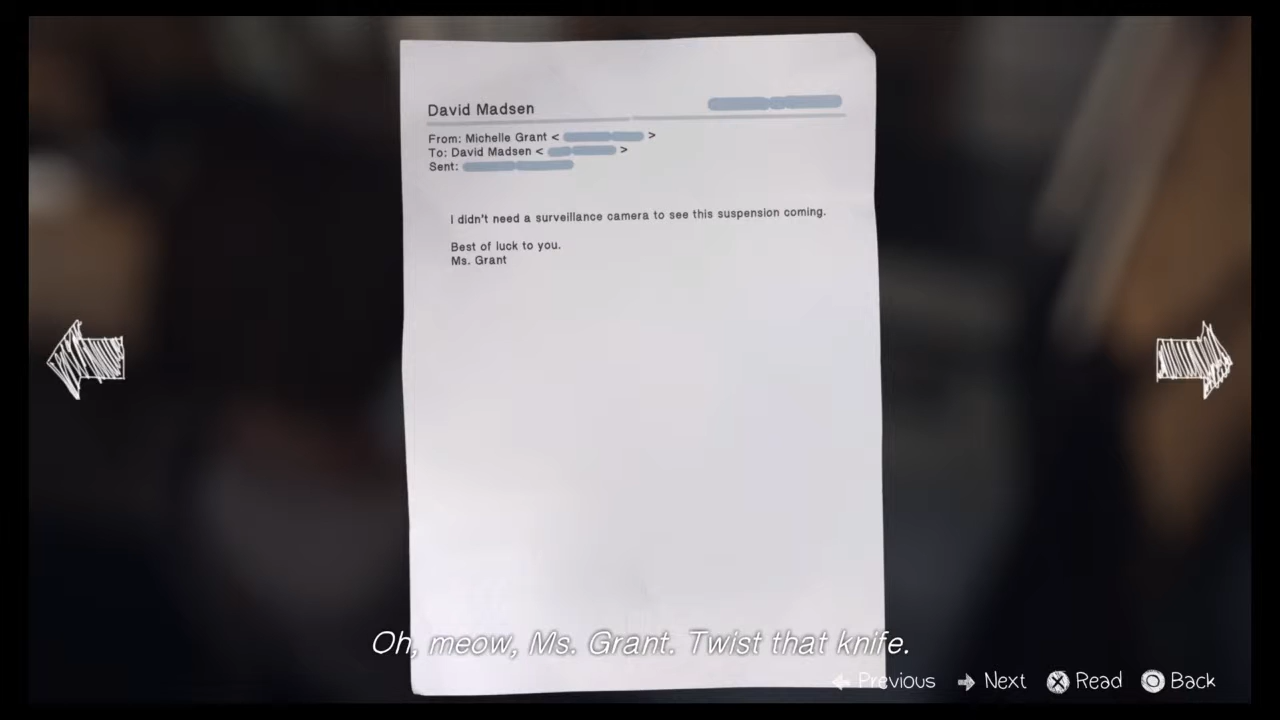 David Madsen
From: Michelle Grant < >
To: David Madsen < >
Sent:
I didn't need a surveillance camera to see this suspension coming.
Best of luck to you.
Ms. Grant
Oh, meow, Ms. Grant. Twist that knife.
Previous Next Read Back